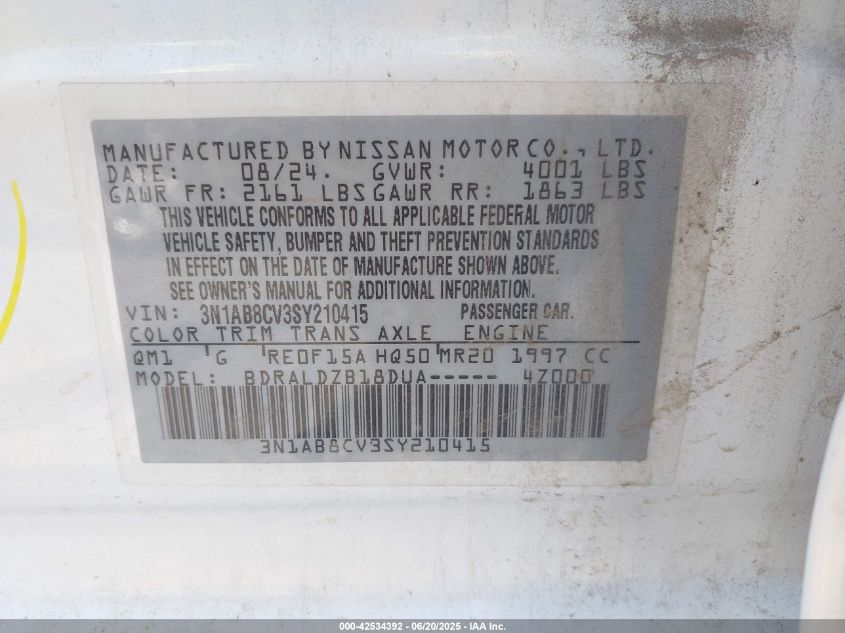 MANUFACTURED BY NISSAN MOTOR CO., LTD.
DATE: 08/24. GVWR: 4001 LBS
GAWR FR: 2161 LBS GAWR RR: 1863 LBS
THIS VEHICLE CONFORMS TO ALL APPLICABLE FEDERAL MOTOR
VEHICLE SAFETY, BUMPER AND THEFT PREVENTION STANDARDS
IN EFFECT ON THE DATE OF MANUFACTURE SHOWN ABOVE.
SEE OWNER'S MANUAL FOR ADDITIONAL INFORMATION.
VIN: 3N1AB8CV3SY210415 PASSENGER CAR.
COLOR TRIM TRANS AXLE ENGINE
QM1 'G 'RE0F15A HQ50'MR20 1997 CC
MODEL: BDRALDZB18DUA----- 4Z000
3N1AB8CV3SY210415
000-42534392 - 06/20/2025 - IAA Inc.